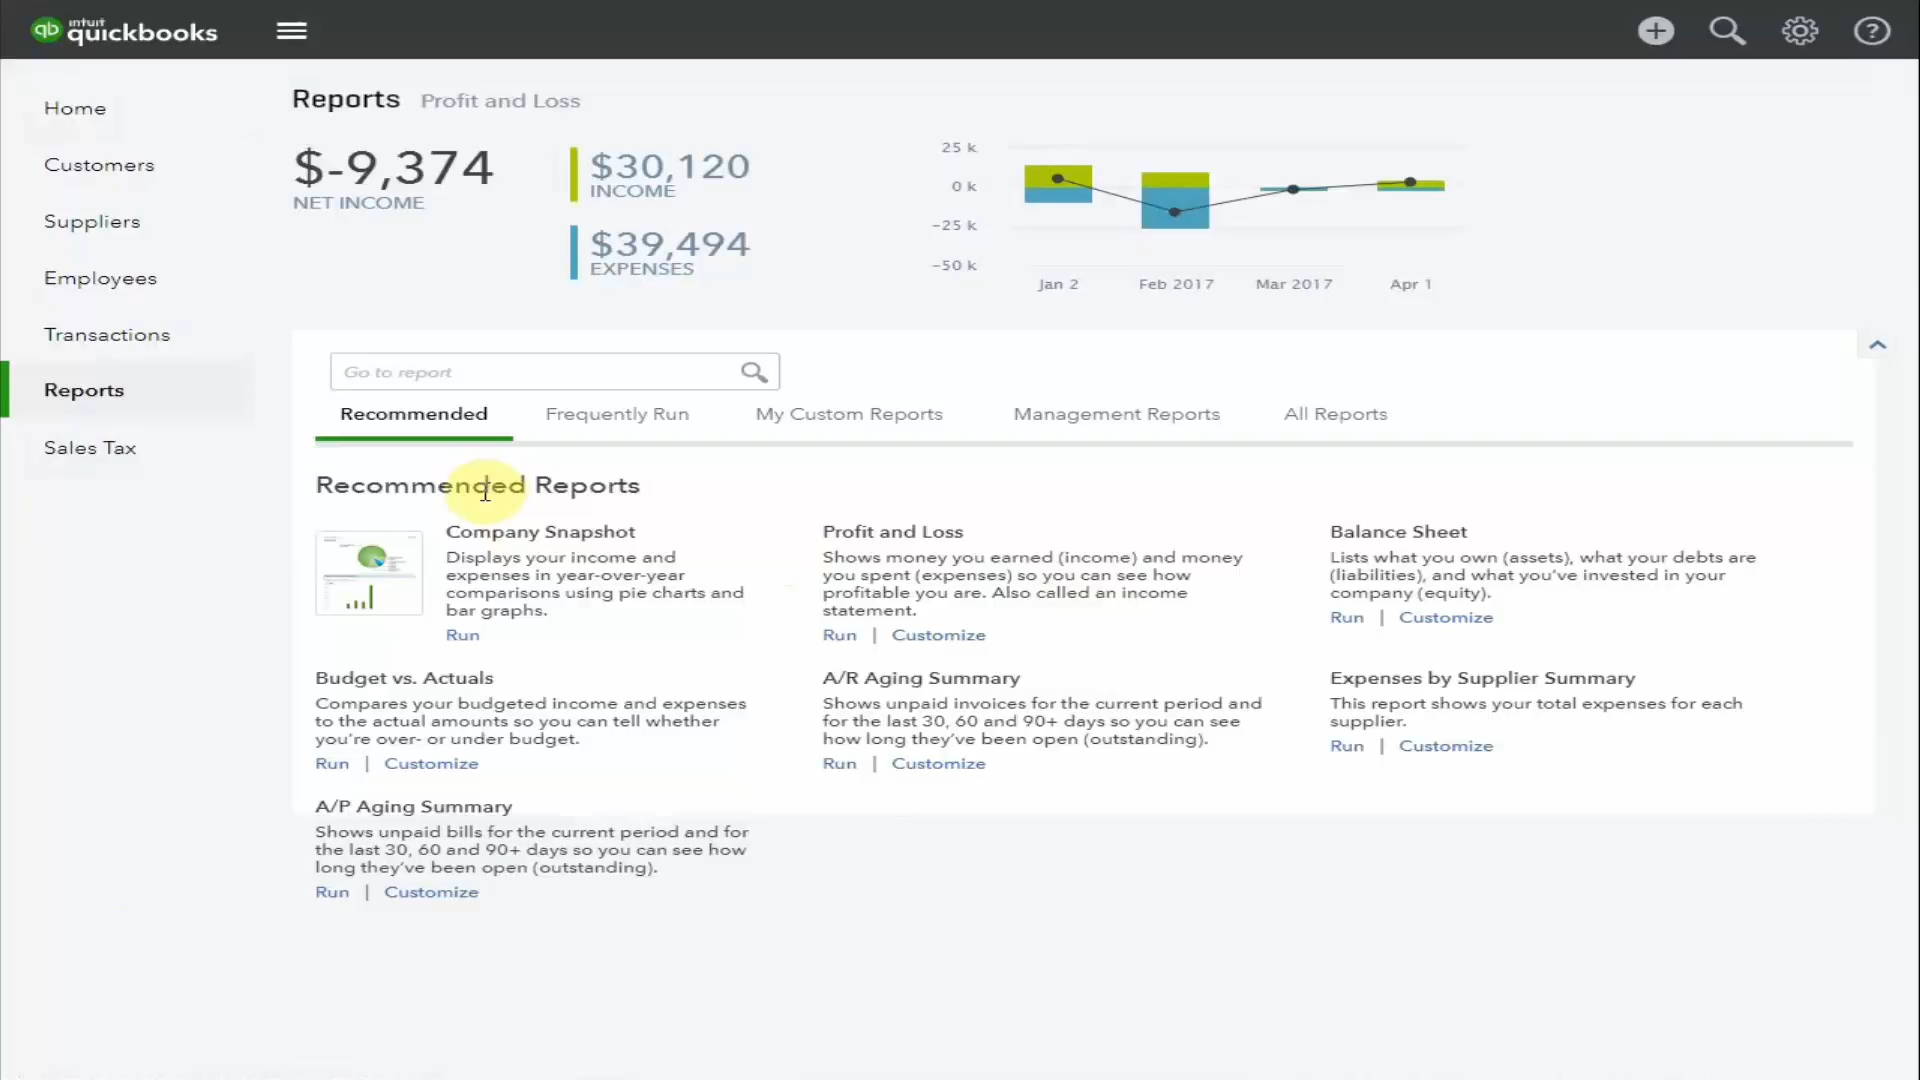 qb intuit quickbooks
Home
Customers
Suppliers
Employees
Transactions
Reports
Sales Tax
Reports Profit and Loss
$-9,374
NET INCOME
$30,120
INCOME
$39,494
EXPENSES
25 k
0 k
-25 k
-50 k
Jan 2 Feb 2017 Mar 2017 Apr 1
Go to report
Recommended Frequently Run My Custom Reports Management Reports All Reports
Recommended Reports
Company Snapshot
Displays your income and
expenses in year-over-year
comparisons using pie charts and
bar graphs.
Run
Profit and Loss
Shows money you earned (income) and money
you spent (expenses) so you can see how
profitable you are. Also called an income
statement.
Run | Customize
Balance Sheet
Lists what you own (assets), what your debts are
(liabilities), and what you've invested in your
company (equity).
Run | Customize
Budget vs. Actuals
Compares your budgeted income and expenses
to the actual amounts so you can tell whether
you're over- or under budget.
Run | Customize
A/R Aging Summary
Shows unpaid invoices for the current period and
for the last 30, 60 and 90+ days so you can see
how long they've been open (outstanding).
Run | Customize
Expenses by Supplier Summary
This report shows your total expenses for each
supplier.
Run | Customize
A/P Aging Summary
Shows unpaid bills for the current period and for
the last 30, 60 and 90+ days so you can see how
long they've been open (outstanding).
Run | Customize